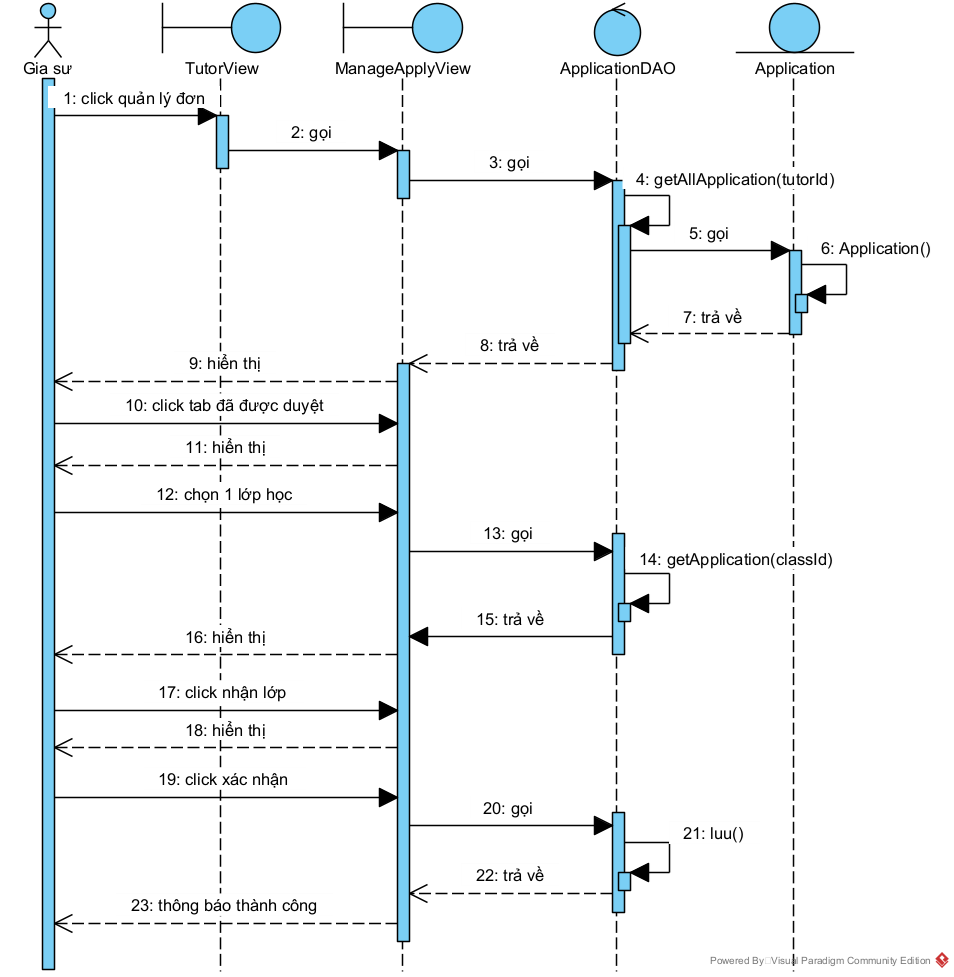 Gia sư
TutorView
ManageApplyView
ApplicationDAO
Application
1: click quản lý đơn
2: gọi
3: gọi
4: getAllApplication(tutorId)
5: gọi
6: Application()
7: trả về
8: trả về
9: hiển thị
10: click tab đã được duyệt
11: hiển thị
12: chọn 1 lớp học
13: gọi
14: getApplication(classId)
15: trả về
16: hiển thị
17: click nhận lớp
18: hiển thị
19: click xác nhận
20: gọi
21: luu()
22: trả về
23: thông báo thành công
Powered By Visual Paradigm Community Edition